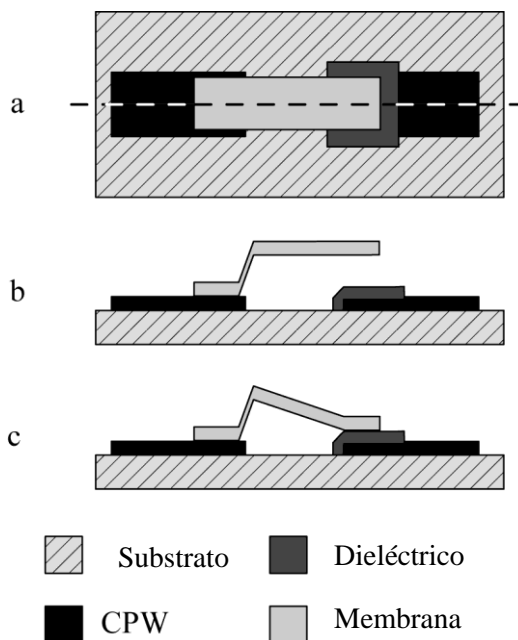 a
b
c
Substrato
Dieléctrico
CPW
Membrana